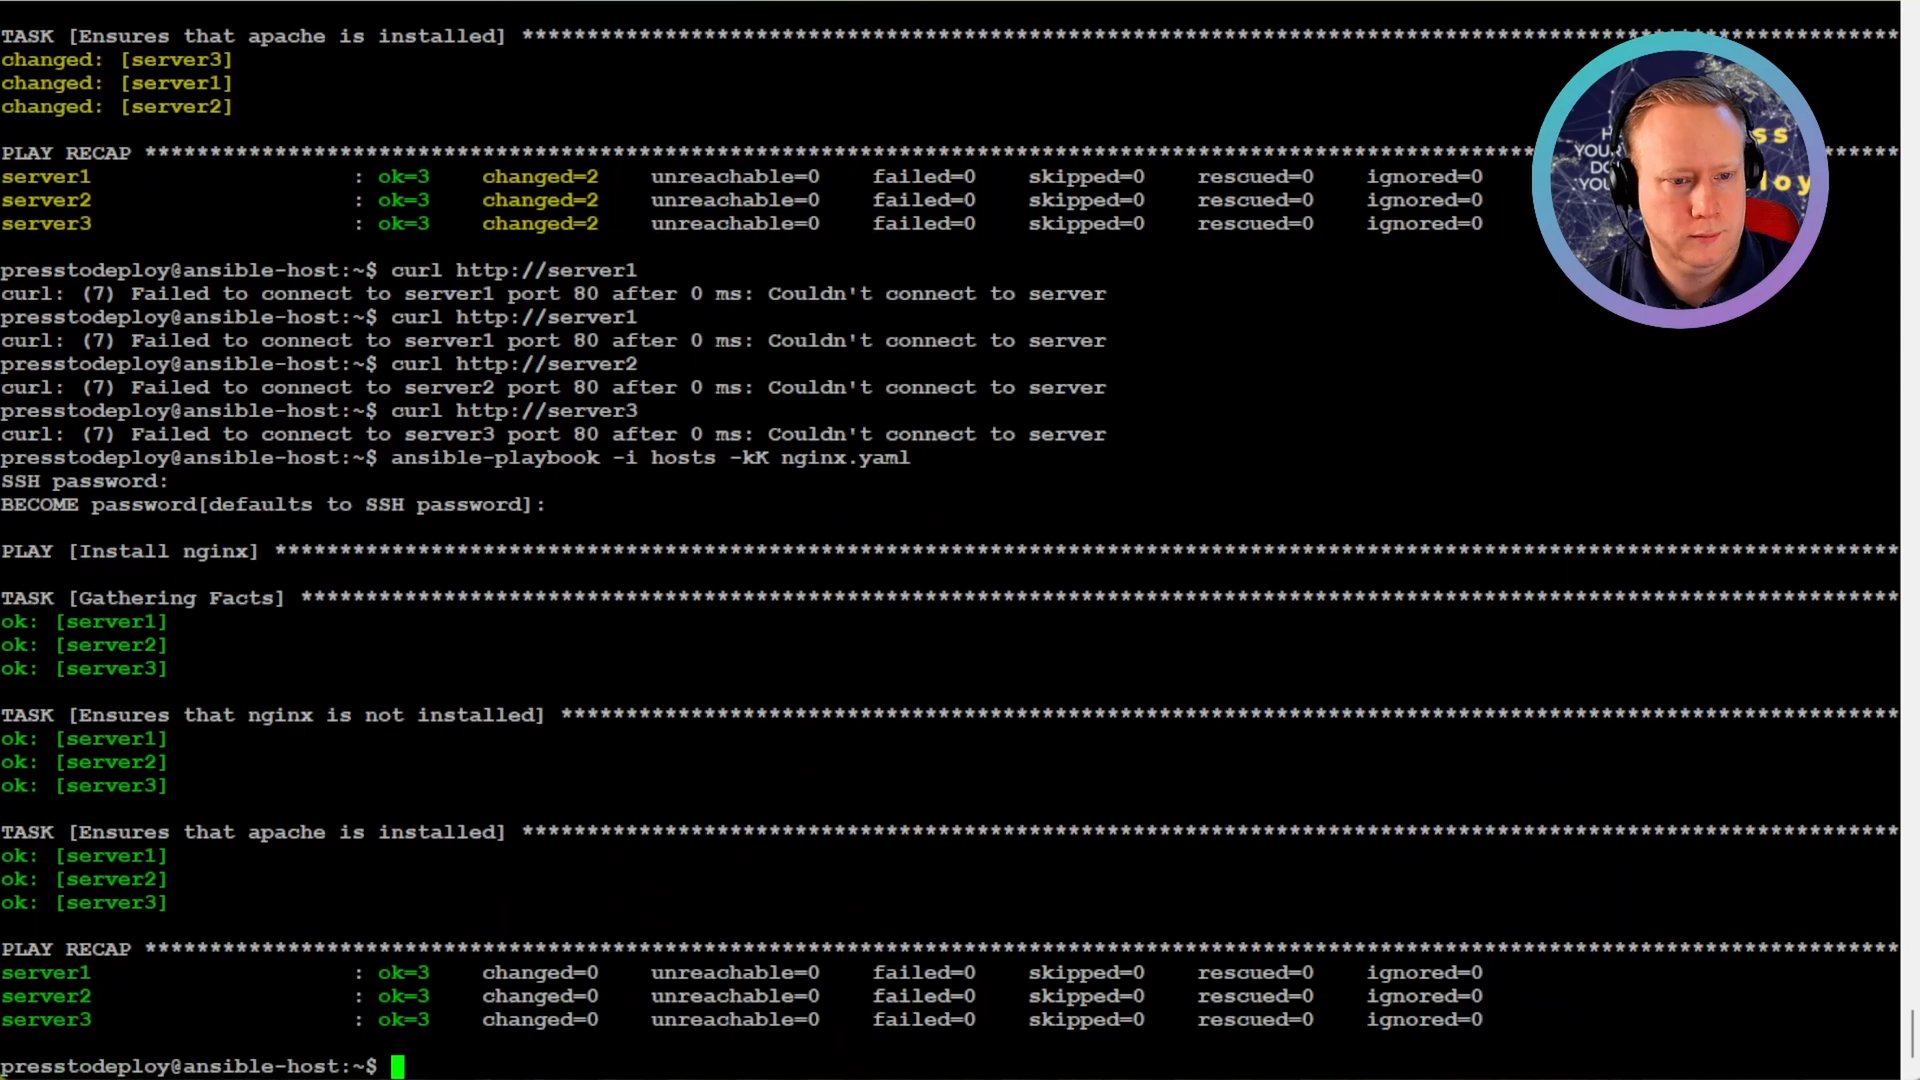 TASK [Ensures that apache is installed] **********************************************************************************************************
changed: [server3]
changed: [server1]
changed: [server2]
PLAY RECAP ***************************************************************************************************************************************
server1 : ok=3 changed=2 unreachable=0 failed=0 skipped=0 rescued=0 ignored=0
server2 : ok=3 changed=2 unreachable=0 failed=0 skipped=0 rescued=0 ignored=0
server3 : ok=3 changed=2 unreachable=0 failed=0 skipped=0 rescued=0 ignored=0
presstodeploy@ansible-host:~$ curl http://server1
curl: (7) Failed to connect to server1 port 80 after 0 ms: Couldn't connect to server
presstodeploy@ansible-host:~$ curl http://server1
curl: (7) Failed to connect to server1 port 80 after 0 ms: Couldn't connect to server
presstodeploy@ansible-host:~$ curl http://server2
curl: (7) Failed to connect to server2 port 80 after 0 ms: Couldn't connect to server
presstodeploy@ansible-host:~$ curl http://server3
curl: (7) Failed to connect to server3 port 80 after 0 ms: Couldn't connect to server
presstodeploy@ansible-host:~$ ansible-playbook -i hosts -kK nginx.yaml
SSH password:
BECOME password[defaults to SSH password]:
PLAY [Install nginx] *****************************************************************************************************************************
TASK [Gathering Facts] ***************************************************************************************************************************
ok: [server1]
ok: [server2]
ok: [server3]
TASK [Ensures that nginx is not installed] *******************************************************************************************************
ok: [server1]
ok: [server2]
ok: [server3]
TASK [Ensures that apache is installed] **********************************************************************************************************
ok: [server1]
ok: [server2]
ok: [server3]
PLAY RECAP ***************************************************************************************************************************************
server1 : ok=3 changed=0 unreachable=0 failed=0 skipped=0 rescued=0 ignored=0
server2 : ok=3 changed=0 unreachable=0 failed=0 skipped=0 rescued=0 ignored=0
server3 : ok=3 changed=0 unreachable=0 failed=0 skipped=0 rescued=0 ignored=0
presstodeploy@ansible-host:~$